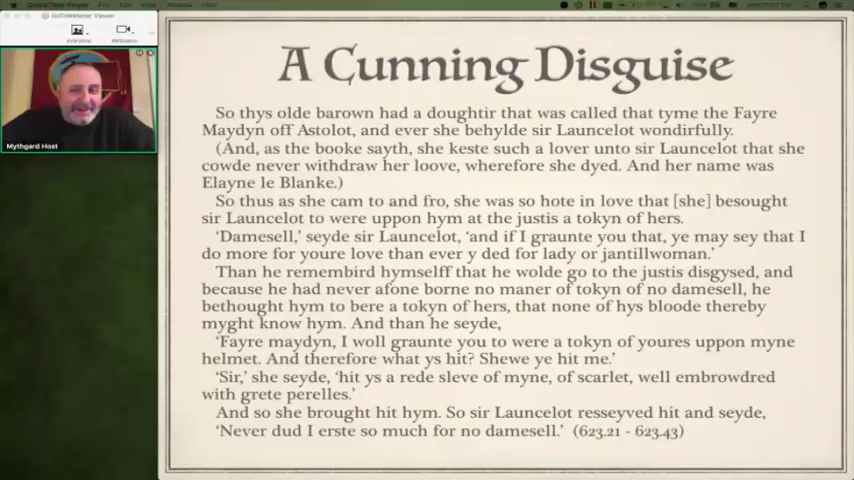 GoToWebinar Viewer
Everyone
Webcams
Mythgard Host
A Cunning Disguise
So thys olde barown had a doughtir that was called that tyme the Fayre
Maydyn off Astolot, and ever she behylde sir Launcelot wondirfully.
(And, as the booke sayth, she keste such a lover unto sir Launcelot that she
cowde never withdraw her loove, wherefore she dyed. And her name was
Elayne le Blanke.)
So thus as she cam to and fro, she was so hote in love that [she] besought
sir Launcelot to were uppon hym at the justis a tokyn of hers.
‘Damesell,’ seyde sir Launcelot, ‘and if I graunte you that, ye may sey that I
do more for youre love than ever y ded for lady or jantillwoman.’
Than he remembird hymselff that he wolde go to the justis disgysed, and
because he had never afone borne no maner of tokyn of no damesell, he
bethought hym to bere a tokyn of hers, that none of hys bloode thereby
myght know hym. And than he seyde,
‘Fayre maydyn, I woll graunte you to were a tokyn of youres uppon myne
helmet. And therefore what ys hit? Shewe ye hit me.’
‘Sir,’ she seyde, ‘hit ys a rede sleve of myne, of scarlet, well embrowdred
with grete perelles.’
And so she brought hit hym. So sir Launcelot resseyved hit and seyde,
‘Never dud I erste so much for no damesell.’ (623.21 - 623.43)